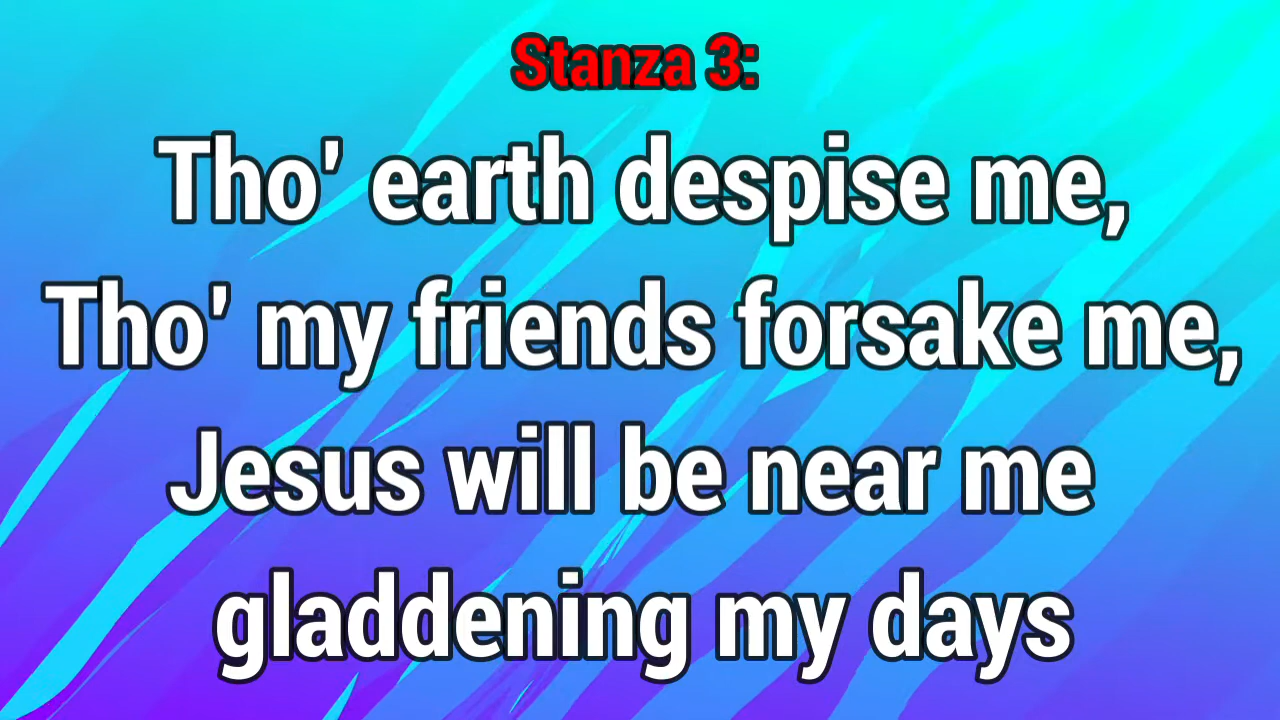 Stanza 3:
Tho' earth despise me,
Tho' my friends forsake me,
Jesus will be near me
gladdening my days